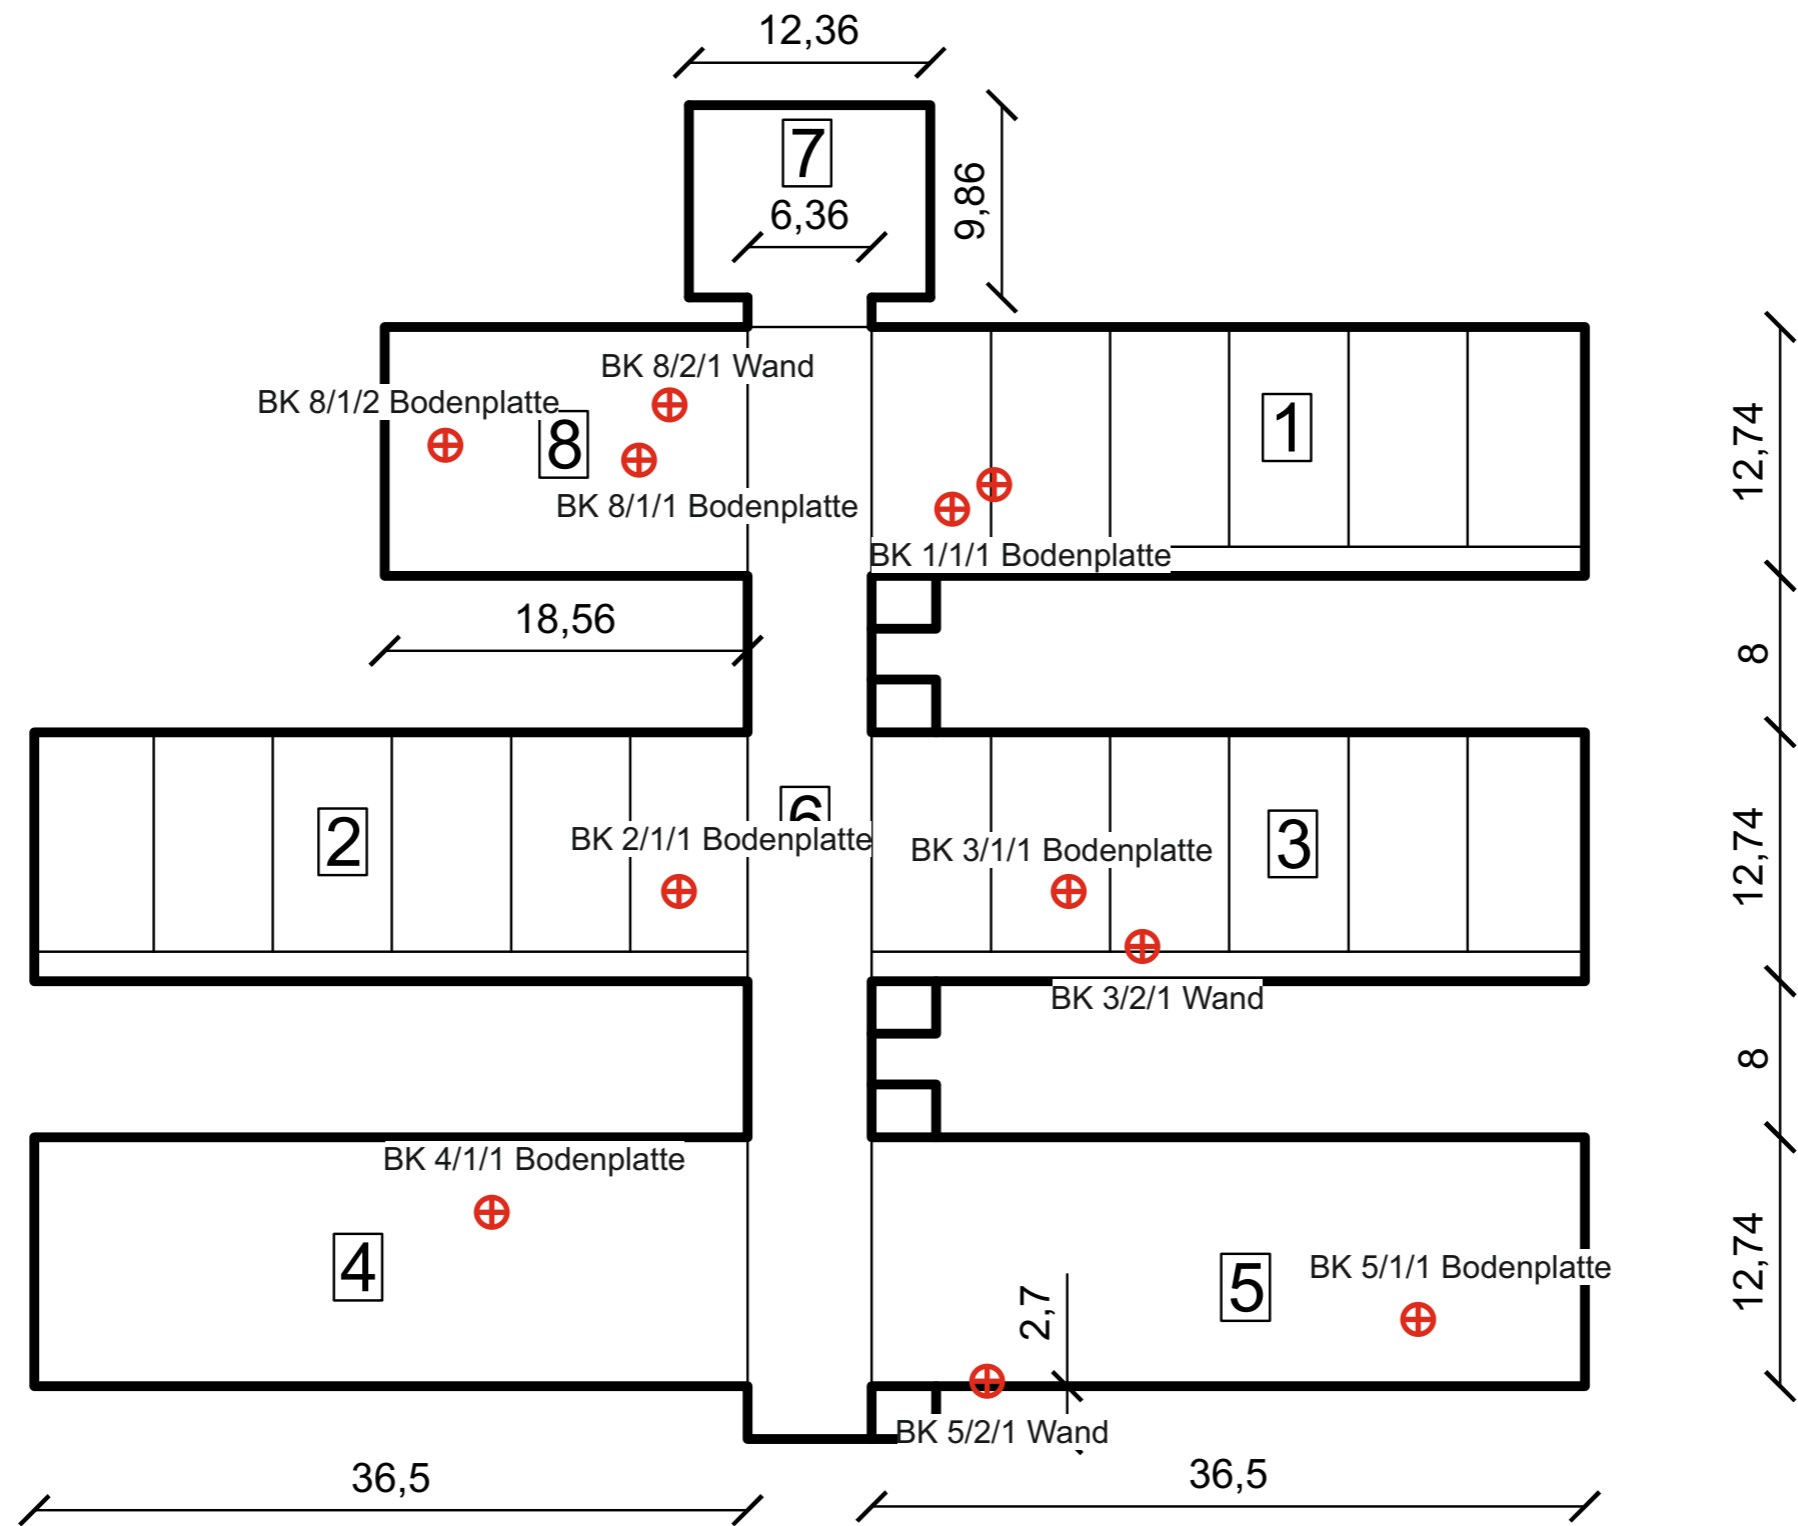 12,36
7
6,36
9,86
BK 8/2/1 Wand
BK 8/1/2 Bodenplatte
8
1
12,74
BK 8/1/1 Bodenplatte
BK 1/1/1 Bodenplatte
18,56
8
6
2
BK 2/1/1 Bodenplatte
BK 3/1/1 Bodenplatte
3
12,74
BK 3/2/1 Wand
8
BK 4/1/1 Bodenplatte
4
5
BK 5/1/1 Bodenplatte
2,7
12,74
BK 5/2/1 Wand
36,5
36,5